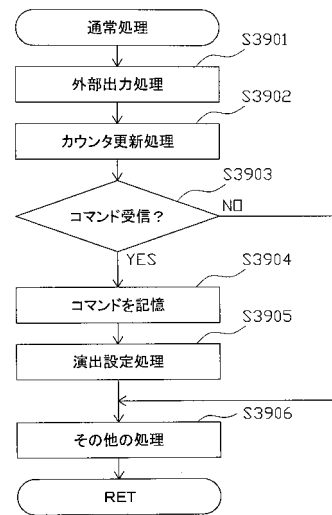 通常処理
S3901
外部出力処理
S3902
カウンタ更新処理
S3903
コマンド受信?
NO
YES
S3904
コマンドを記憶
S3905
演出設定処理
S3906
その他の処理
RET